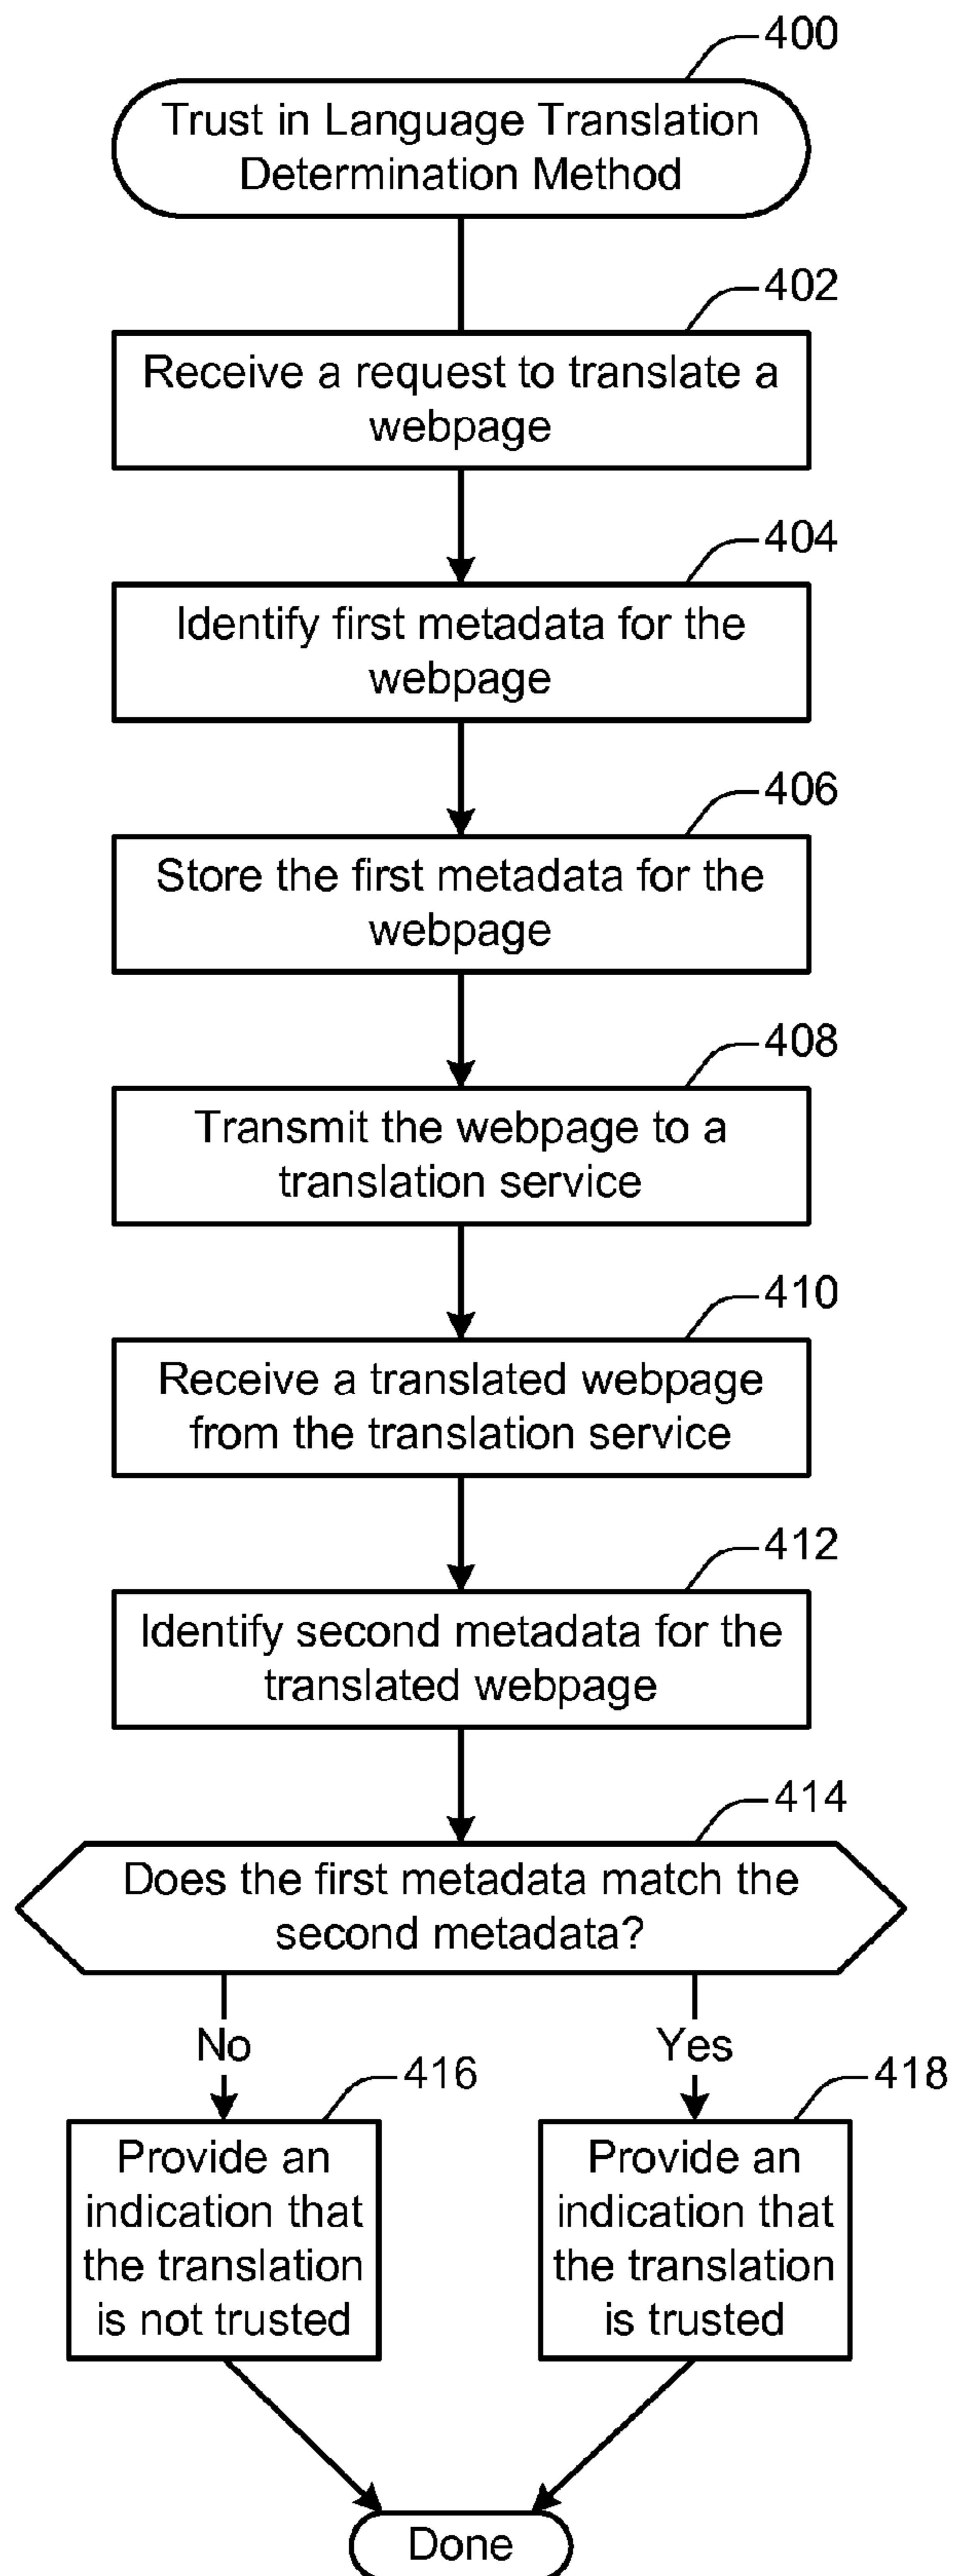 400
Trust in Language Translation
Determination Method
402
Receive a request to translate a
webpage
404
Identify first metadata for the
webpage
406
Store the first metadata for the
webpage
408
Transmit the webpage to a
translation service
410
Receive a translated webpage
from the translation service
412
Identify second metadata for the
translated webpage
414
Does the first metadata match the
second metadata?
No
Yes
416
418
Provide an
indication that
the translation
is not trusted
Provide an
indication that
the translation
is trusted
Done